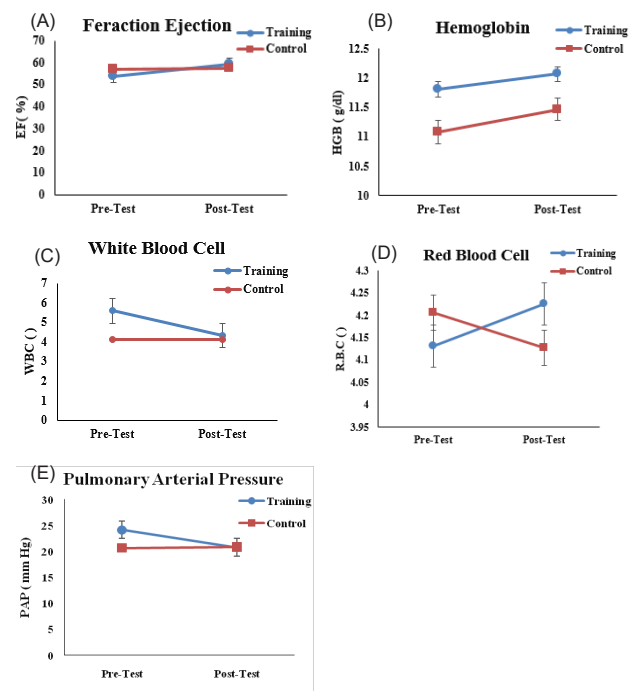 (A)
Feraction Ejection
Training
Control
70
60
50
40
30
20
10
0
EF( %)
Pre-Test Post-Test
(B)
Hemoglobin
Training
Control
12.5
12
11.5
11
10.5
10
HGB ( g/dl)
Pre-Test Post-Test
(C)
White Blood Cell
Training
Control
7
6
5
4
3
2
1
0
WBC ( )
Pre-Test Post-Test
(D)
Red Blood Cell
Training
Control
4.3
4.25
4.2
4.15
4.1
4.05
4
3.95
R.B.C ( )
Pre-Test Post-Test
(E)
Pulmonary Arterial Pressure
Training
Control
30
25
20
15
10
5
0
PAP ( mm Hg)
Pre-Test Post-Test